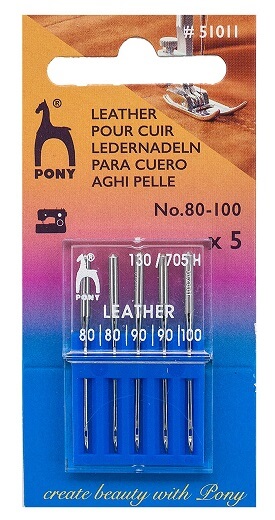 # 51011
LEATHER
POUR CUIR
LEDERNADELN
PARA CUERO
AGHI PELLE
®
PONY
No.80-100
x 5
130 / 705 H
PONY
LEATHER
80 80 90 90 100
create beauty with Pony